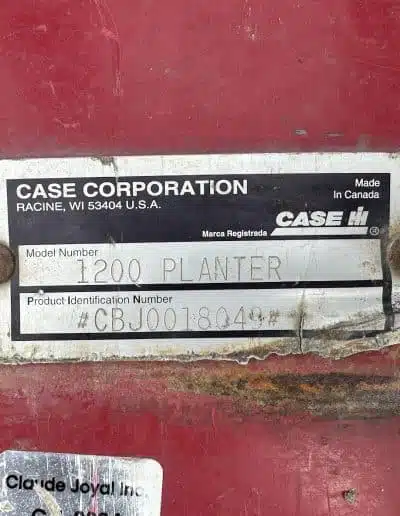 CASE CORPORATION
RACINE, WI 53404 U.S.A.
Made
In Canada
CASE IH
Marca Registrada
®
Model Number
1200 PLANTER
Product Identification Number
#CBJ0018049#
Claude Joyal Inc.